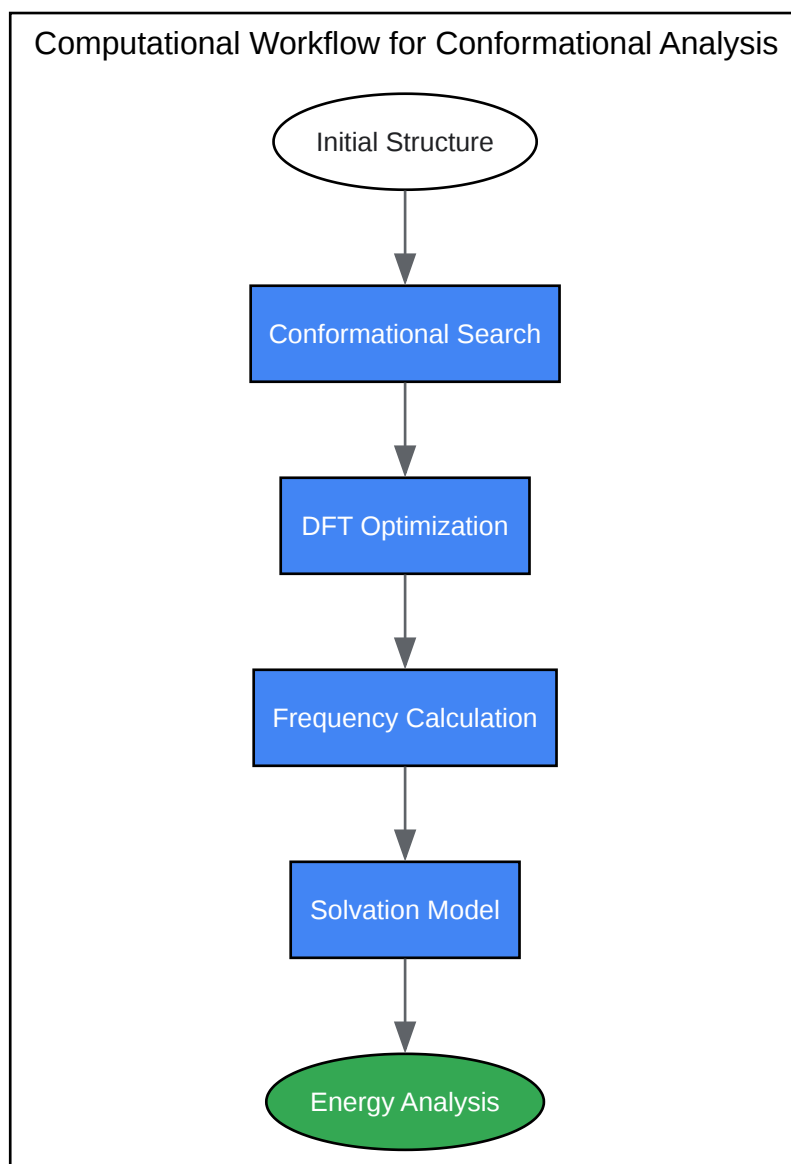 Computational Workflow for Conformational Analysis
Initial Structure
Conformational Search
DFT Optimization
Frequency Calculation
Solvation Model
Energy Analysis